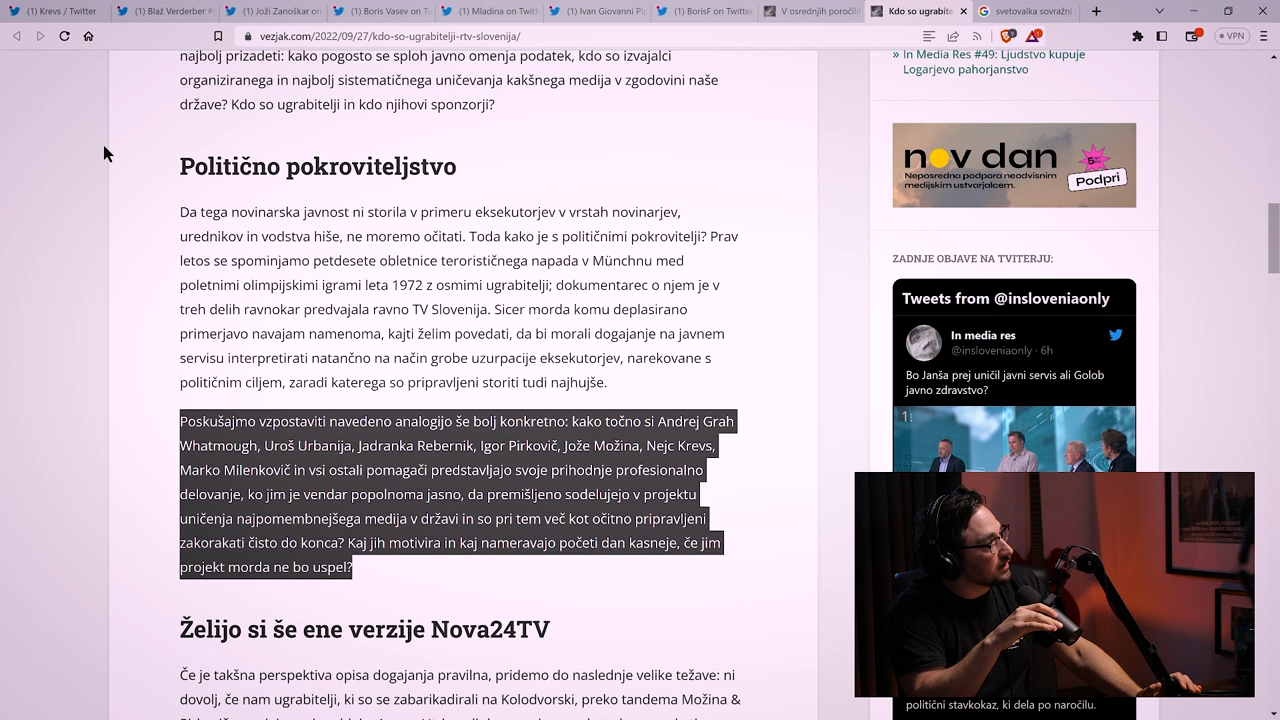 (1) Krevs / Twitter
(1) Blaž Verderber #
(1) Joži Zanoškar on
(1) Boris Vasev on Tv
(1) Mladina on Twitt
(1) Ivan Giovanni Pip
(1) BorisF on Twitter
V osrednjih poročili
Kdo so ugrabite
svetovalka sovražni
vezjak.com/2022/09/27/kdo-so-ugrabitelji-rtv-slovenija/
VPN
najbolj prizadeti: kako pogosto se sploh javno omenja podatek, kdo so izvajalci
organiziranega in najbolj sistematičnega uničevanja kakšnega medija v zgodovini naše
države? Kdo so ugrabitelji in kdo njihovi sponzorji?
Politično pokroviteljstvo
Da tega novinarska javnost ni storila v primeru eksekutorjev v vrstah novinarjev,
urednikov in vodstva hiše, ne moremo očitati. Toda kako je s političnimi pokrovitelji? Prav
letos se spominjamo petdesete obletnice terorističnega napada v Münchnu med
poletnimi olimpijskimi igrami leta 1972 z osmimi ugrabitelji; dokumentarec o njem je v
treh delih ravnokar predvajala ravno TV Slovenija. Sicer morda komu deplasirano
primerjavo navajam namenoma, kajti želim povedati, da bi morali dogajanje na javnem
servisu interpretirati natančno na način grobe uzurpacije eksekutorjev, narekovane s
političnim ciljem, zaradi katerega so pripravljeni storiti tudi najhujše.
Poskušajmo vzpostaviti navedeno analogijo še bolj konkretno: kako točno si Andrej Grah
Whatmough, Uroš Urbanija, Jadranka Rebernik, Igor Pirkovič, Jože Možina, Nejc Krevs,
Marko Milenkovič in vsi ostali pomagači predstavljajo svoje prihodnje profesionalno
delovanje, ko jim je vendar popolnoma jasno, da premišljeno sodelujejo v projektu
uničenja najpomembnejšega medija v državi in so pri tem več kot očitno pripravljeni
zakorakati čisto do konca? Kaj jih motivira in kaj nameravajo početi dan kasneje, če jim
projekt morda ne bo uspel?
Želijo si še ene verzije Nova24TV
Če je takšna perspektiva opisa dogajanja pravilna, pridemo do naslednje velike težave: ni
dovolj, če nam ugrabitelji, ki so se zabarikadirali na Kolodvorski, preko tandema Možina &
» In Media Res #49: Ljudstvo kupuje
Logarjevo pahorjanstvo
nov dan
Neposredna podpora neodvisnim
medijskim ustvarjalcem.
Podpri
ZADNJE OBJAVE NA TVITERJU:
Tweets from @insloveniaonly
In media res
@insloveniaonly · 6h
Bo Janša prej uničil javni servis ali Golob
javno zdravstvo?
politični stavkokaz, ki dela po naročilu.